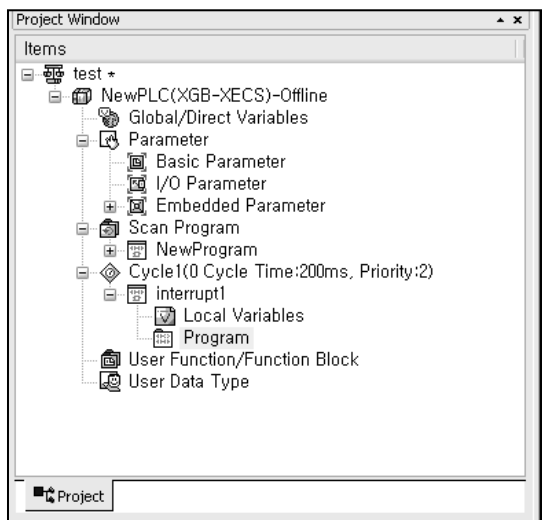 Project Window
Items
test *
NewPLC(XGB-XECS)-Offline
Global/Direct Variables
Parameter
Basic Parameter
I/O Parameter
Embedded Parameter
Scan Program
NewProgram
Cycle1(0 Cycle Time:200ms, Priority:2)
interrupt1
Local Variables
Program
User Function/Function Block
User Data Type
Project